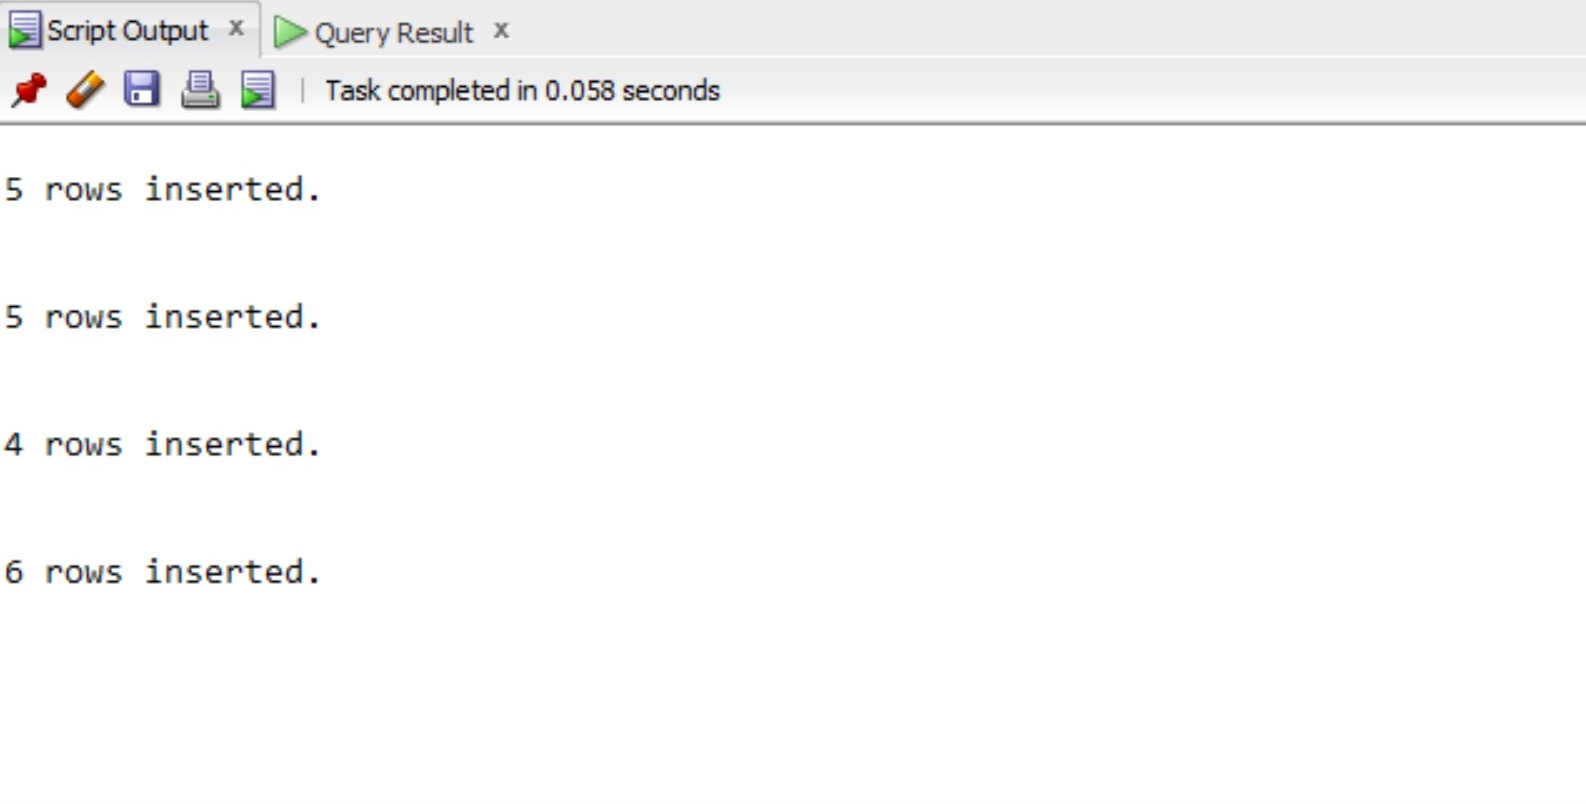 Script Output x Query Result x
Task completed in 0.058 seconds
5 rows inserted.
5 rows inserted.
4 rows inserted.
6 rows inserted.